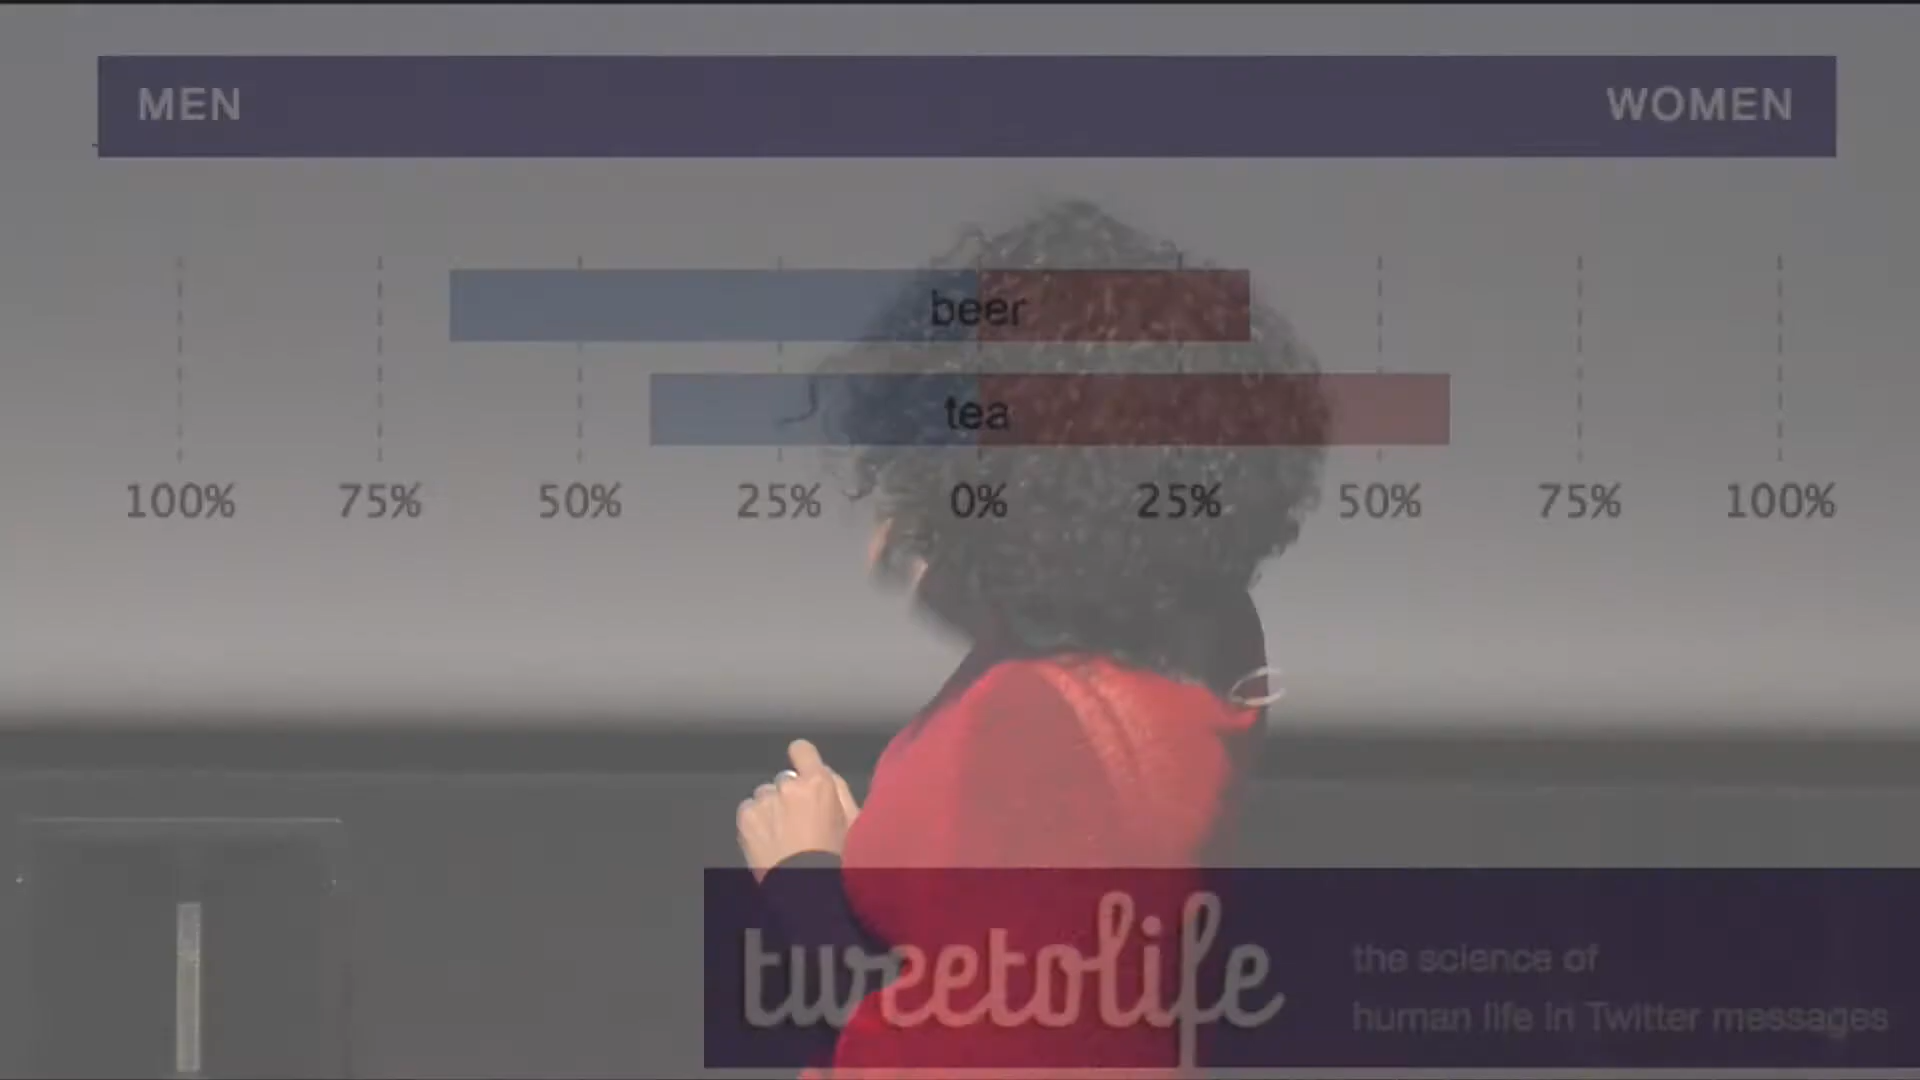 MEN WOMEN
beer
tea
100% 75% 50% 25% 0% 25% 50% 75% 100%
tweetolife
the science of
human life in Twitter messages